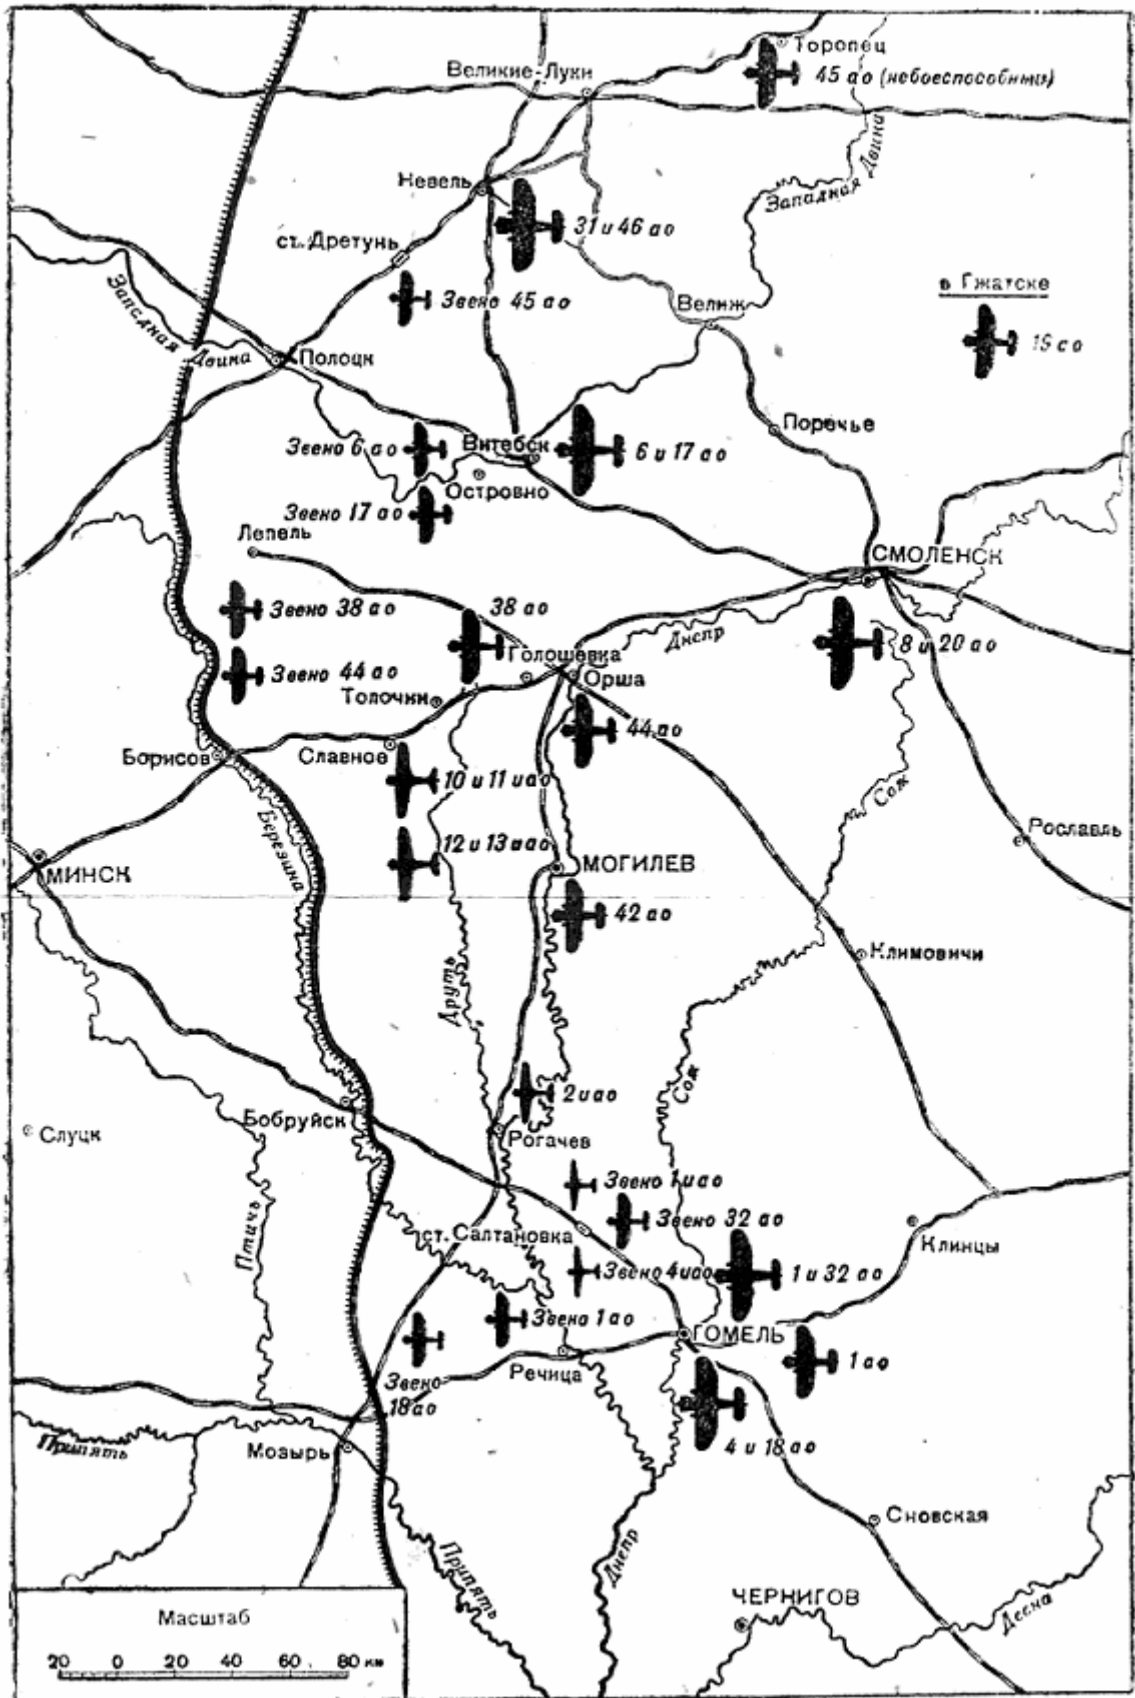 Торопец
Великие-Луки
45 ао (небоеспособный)
Западная Двина
Невель
31 и 46 ао
ст. Дретунь
Звено 45 ао
Велиж
в Гжатске
Западная
Двина
Полоцк
Поречье
Звено 6 ао
Витебск
6 и 17 ао
Островно
Звено 17 ао
Лепель
СМОЛЕНСК
Звено 38 ао
38 ао
Днепр
8 и 20 ао
Голошевка
Звено 44 ао
Орша
Толочин
44 ао
Борисов
Славное
10 и 11 иао
Сож
Березина
12 и 13 иао
Рославль
МИНСК
МОГИЛЕВ
42 ао
Климовичи
Друть
Сож
2 иао
Бобруйск
Слуцк
Рогачев
Звено 1 иао
Птичь
Звено 32 ао
ст. Салтановка
Клинцы
Звено 4 иао
1 и 32 ао
Звено 1 ао
ГОМЕЛЬ
Речица
1 ао
Звено
18 ао
Припять
Мозырь
4 и 18 ао
Сновская
Припять
Днепр
ЧЕРНИГОВ
Десна
Масштаб
20 0 20 40 60 80 км